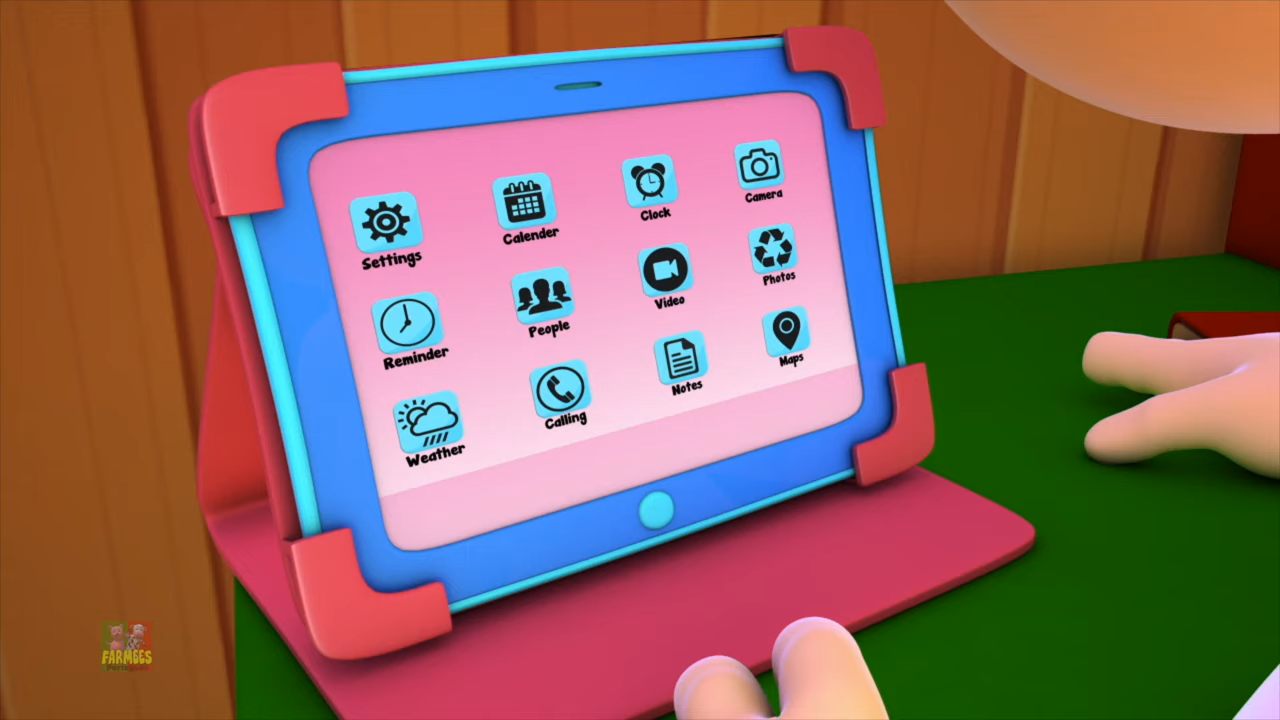 Settings
Calender
Clock
Camera
Reminder
People
Video
Photos
Weather
Calling
Notes
Maps
FARMEES